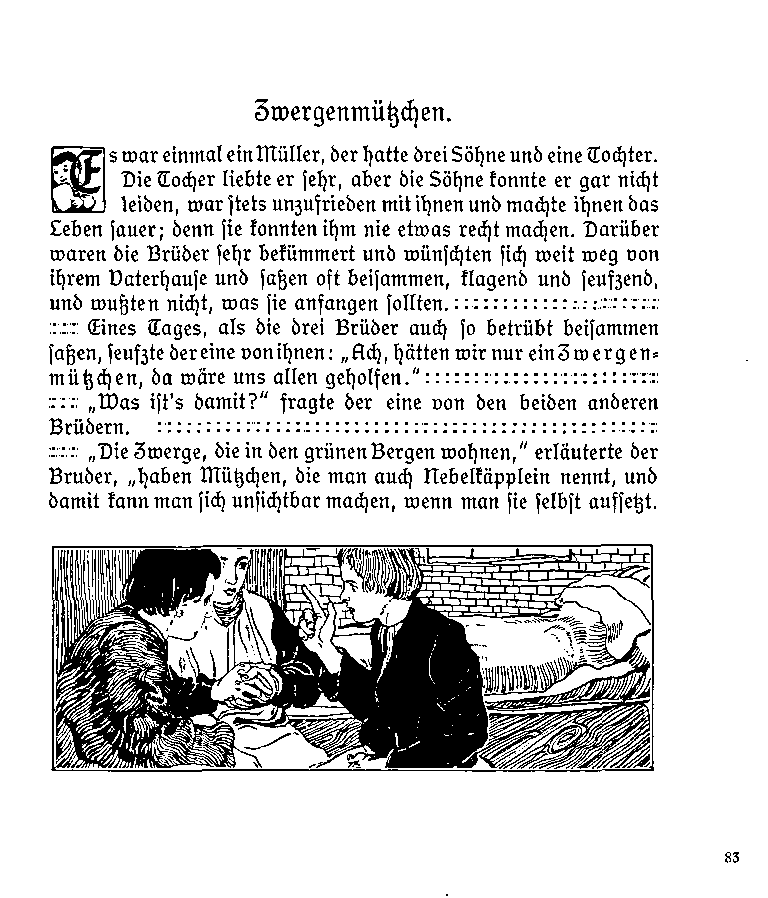 Zwergenmützchen.
Es war einmal ein Müller, der hatte drei Söhne und eine Tochter.
Die Tocher liebte er sehr, aber die Söhne konnte er gar nicht
leiden, war stets unzufrieden mit ihnen und machte ihnen das
Leben sauer; denn sie konnten ihm nie etwas recht machen. Darüber
waren die Brüder sehr bekümmert und wünschten sich weit weg von
ihrem Vaterhause und saßen oft beisammen, klagend und seufzend,
und wußten nicht, was sie anfangen sollten.
Eines Tages, als die drei Brüder auch so betrübt beisammen
saßen, seufzte der eine von ihnen: „Ach, hätten wir nur ein Zwergen-
mützchen, da wäre uns allen geholfen.“
„Was ist's damit?“ fragte der eine von den beiden anderen
Brüdern.
„Die Zwerge, die in den grünen Bergen wohnen,“ erläuterte der
Bruder, „haben Mützchen, die man auch Nebelkäpplein nennt, und
damit kann man sich unsichtbar machen, wenn man sie selbst aufsetzt.
83